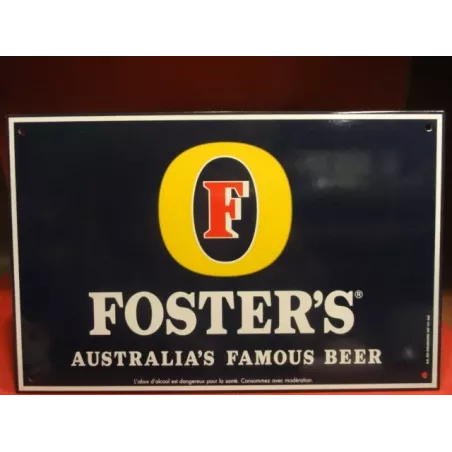 F
FOSTER'S®
AUSTRALIA'S FAMOUS BEER
L'abus d'alcool est dangereux pour la santé. Consommez avec modération.